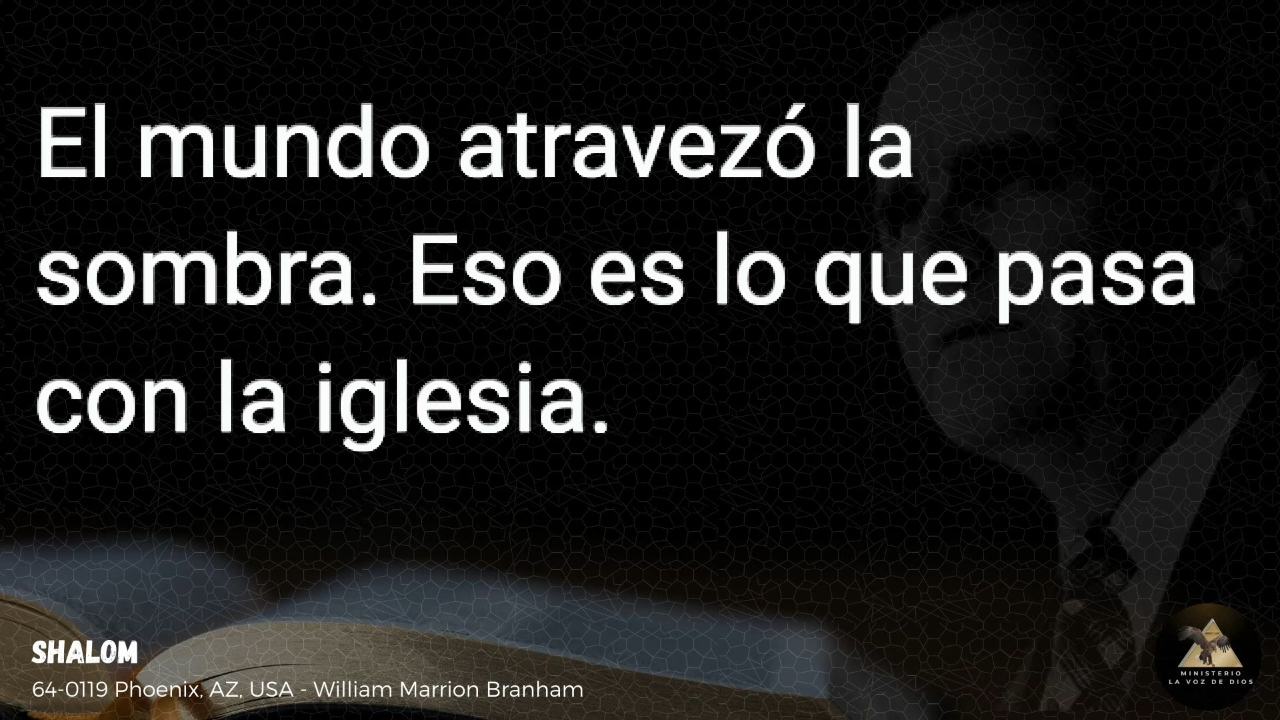 El mundo atravezó la
sombra. Eso es lo que pasa
con la iglesia.
SHALOM
64-0119 Phoenix, AZ, USA - William Marrion Branham
MINISTERIO
LA VOZ DE DIOS